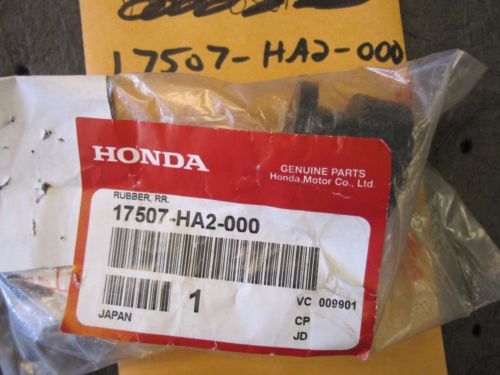 17507-HA2-000
HONDA
GENUINE PARTS
Honda Motor Co., Ltd.
RUBBER, RR.
17507-HA2-000
1
VC 009901
JAPAN
CP
JD